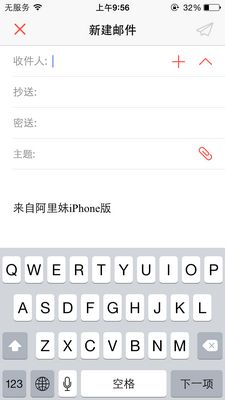 无服务 上午9:56 32%
新建邮件
收件人:
抄送:
密送:
主题:
来自阿里妹iPhone版
Q W E R T Y U I O P
A S D F G H J K L
Z X C V B N M
123 空格 下一项